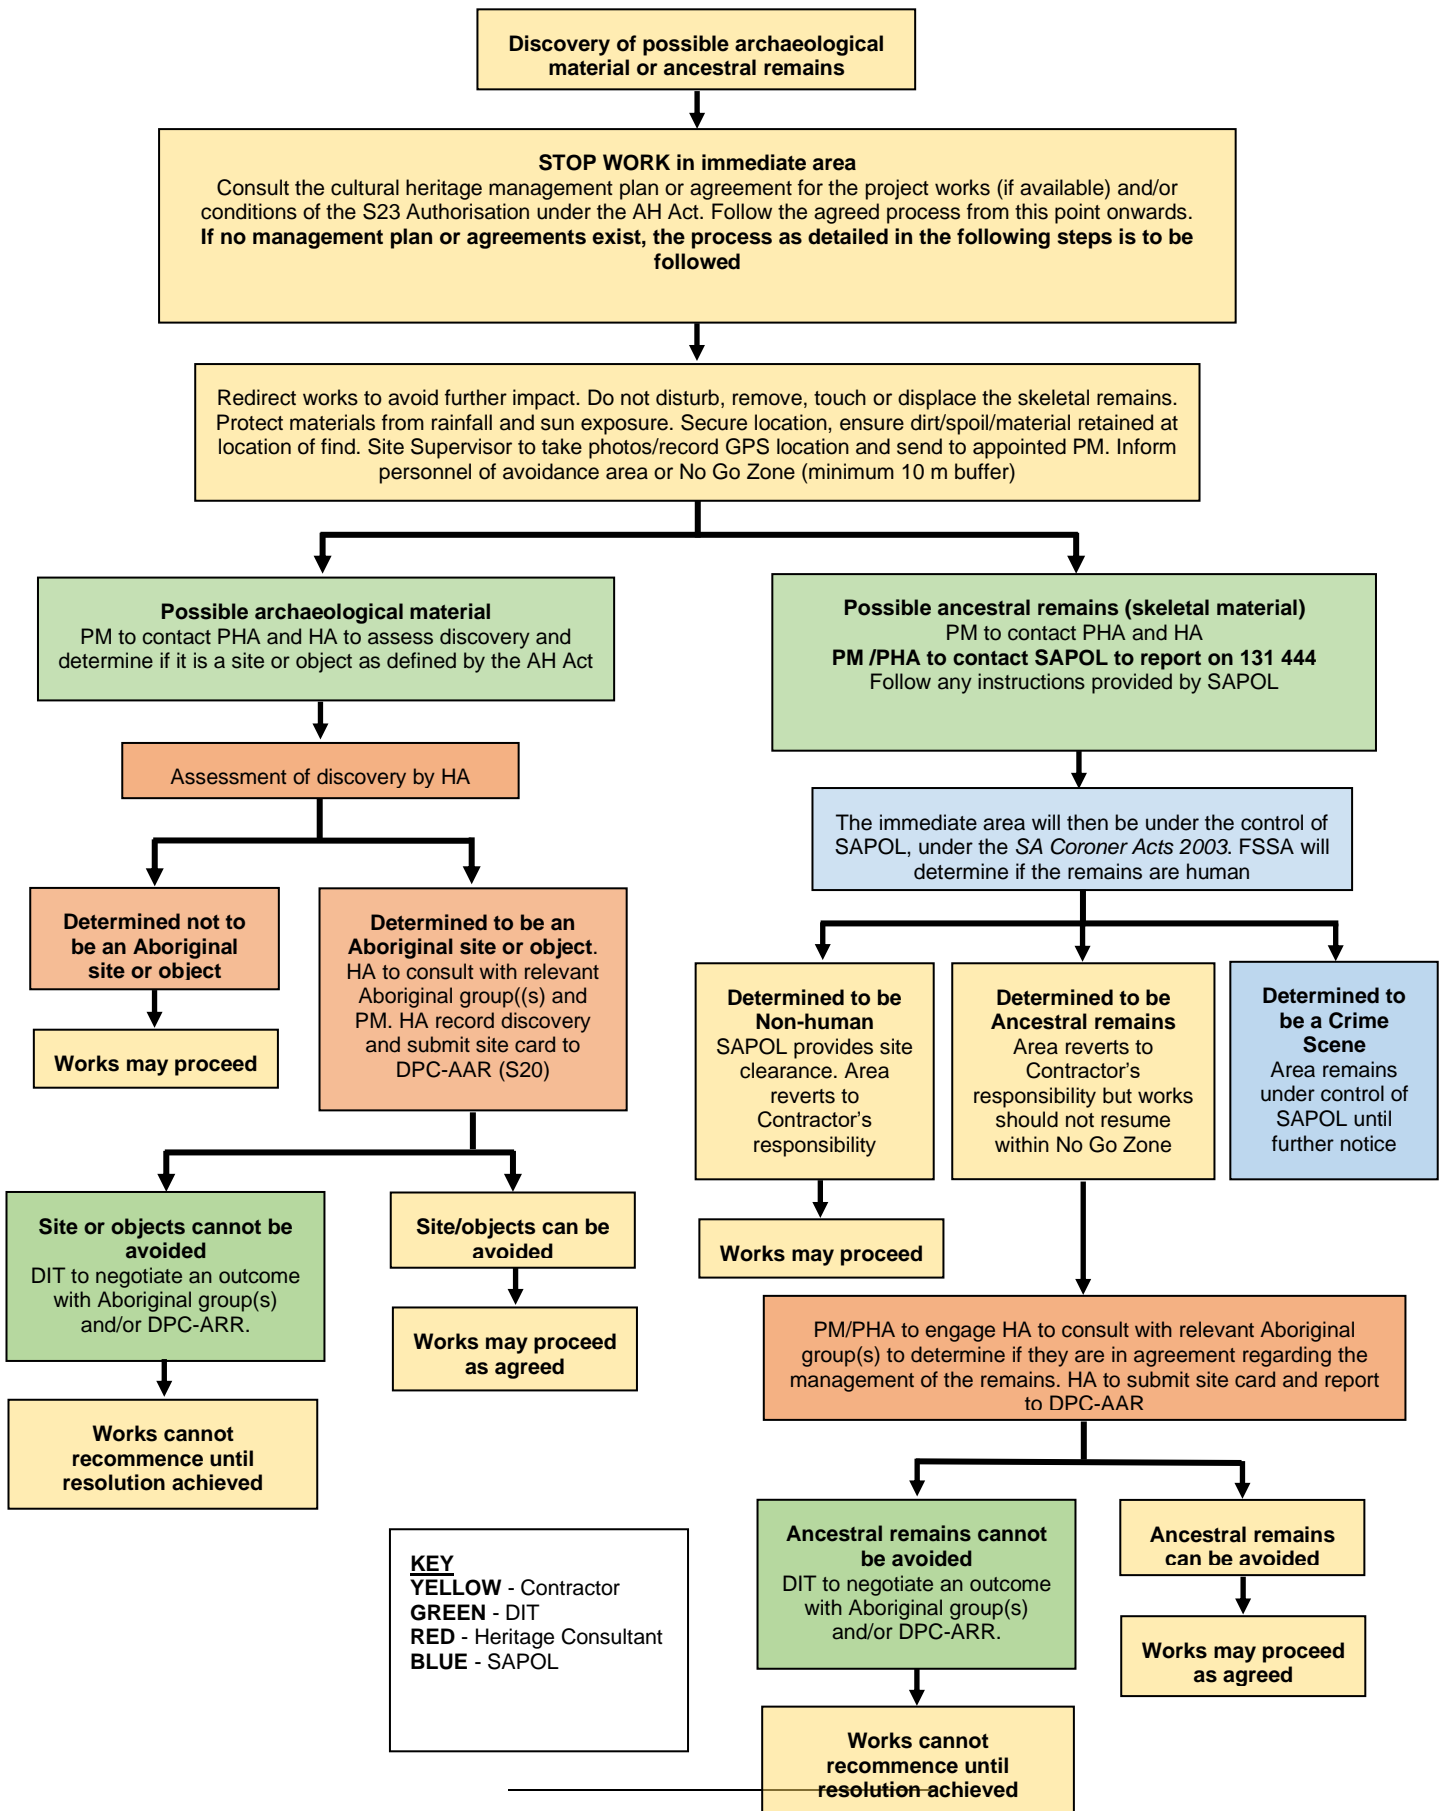 Discovery of possible archaeological
material or ancestral remains
STOP WORK in immediate area
Consult the cultural heritage management plan or agreement for the project works (if available) and/or
conditions of the S23 Authorisation under the AH Act. Follow the agreed process from this point onwards.
If no management plan or agreements exist, the process as detailed in the following steps is to be
followed
Redirect works to avoid further impact. Do not disturb, remove, touch or displace the skeletal remains.
Protect materials from rainfall and sun exposure. Secure location, ensure dirt/spoil/material retained at
location of find. Site Supervisor to take photos/record GPS location and send to appointed PM. Inform
personnel of avoidance area or No Go Zone (minimum 10 m buffer)
Possible archaeological material
PM to contact PHA and HA to assess discovery and
determine if it is a site or object as defined by the AH Act
Possible ancestral remains (skeletal material)
PM to contact PHA and HA
PM /PHA to contact SAPOL to report on 131 444
Follow any instructions provided by SAPOL
Assessment of discovery by HA
The immediate area will then be under the control of
SAPOL, under the SA Coroner Acts 2003. FSSA will
determine if the remains are human
Determined not to
be an Aboriginal
site or object
Works may proceed
Determined to be an
Aboriginal site or object.
HA to consult with relevant
Aboriginal group((s) and
PM. HA record discovery
and submit site card to
DPC-AAR (S20)
Determined to be
Non-human
SAPOL provides site
clearance. Area
reverts to
Contractor's
responsibility
Determined to be
Ancestral remains
Area reverts to
Contractor's
responsibility but works
should not resume
within No Go Zone
Determined to
be a Crime
Scene
Area remains
under control of
SAPOL until
further notice
Site or objects cannot be
avoided
DIT to negotiate an outcome
with Aboriginal group(s)
and/or DPC-ARR.
Site/objects can be
avoided
Works may proceed
Works may proceed
as agreed
Works cannot
recommence until
resolution achieved
PM/PHA to engage HA to consult with relevant Aboriginal
group(s) to determine if they are in agreement regarding the
management of the remains. HA to submit site card and report
to DPC-AAR
Ancestral remains cannot
be avoided
DIT to negotiate an outcome
with Aboriginal group(s)
and/or DPC-ARR.
Ancestral remains
can be avoided
Works may proceed
as agreed
Works cannot
recommence until
resolution achieved
KEY
YELLOW - Contractor
GREEN - DIT
RED - Heritage Consultant
BLUE - SAPOL